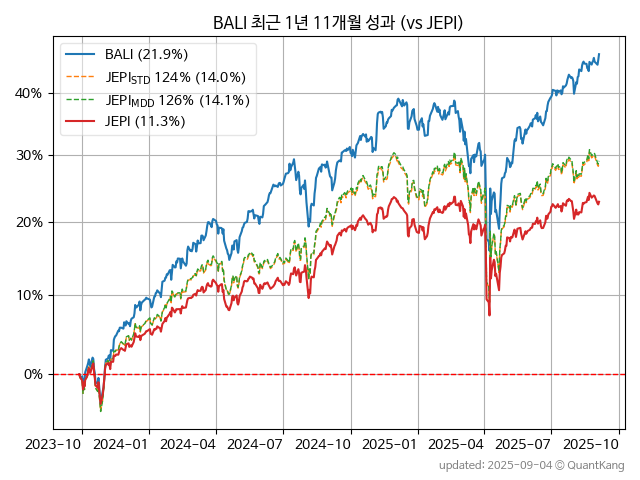 BALI 최근 1년 11개월 성과 (vs JEPI)
BALI (21.9%)
JEPI_STD 124% (14.0%)
JEPI_MDD 126% (14.1%)
JEPI (11.3%)
40%
30%
20%
10%
0%
2023-10 2024-01 2024-04 2024-07 2024-10 2025-01 2025-04 2025-07 2025-10
updated: 2025-09-04 © QuantKang